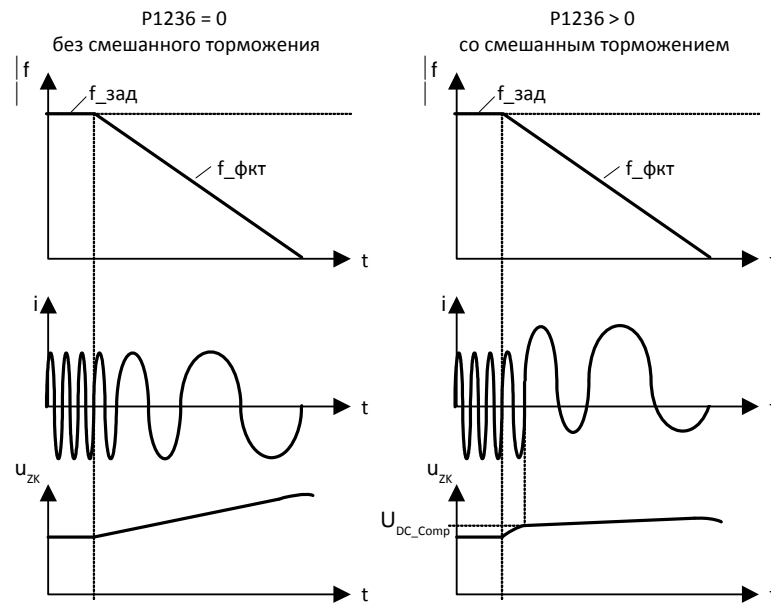 P1236 = 0
без смешанного торможения
|f|
f_зад
f_фкт
t
i
t
u_ZK
t
P1236 > 0
со смешанным торможением
|f|
f_зад
f_фкт
t
i
t
u_ZK
U_DC_Comp
t